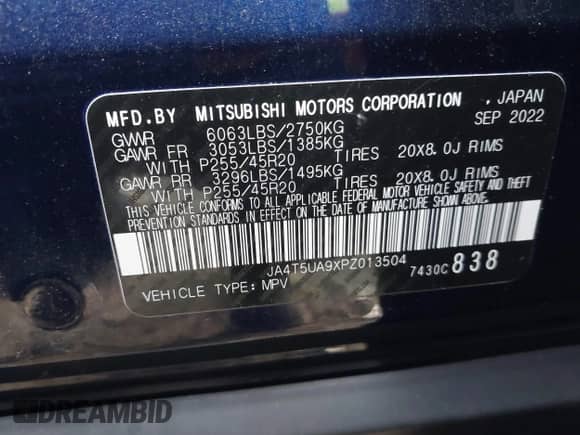 MFD.BY MITSUBISHI MOTORS CORPORATION , JAPAN
GVWR 6063LBS/2750KG SEP 2022
GAWR FR 3053LBS/1385KG
WITH P255/45R20 TIRES 20X8.0J RIMS
GAWR RR 3296LBS/1495KG
WITH P255/45R20 TIRES 20X8.0J RIMS
THIS VEHICLE CONFORMS TO ALL APPLICABLE FEDERAL MOTOR VEHICLE SAFETY AND THEFT
PREVENTION STANDARDS IN EFFECT ON THE DATE OF MANUFACTURE SHOWN ABOVE.
JA4T5UA9XPZ013504 7430C 838
VEHICLE TYPE:MPV
DREAMBID